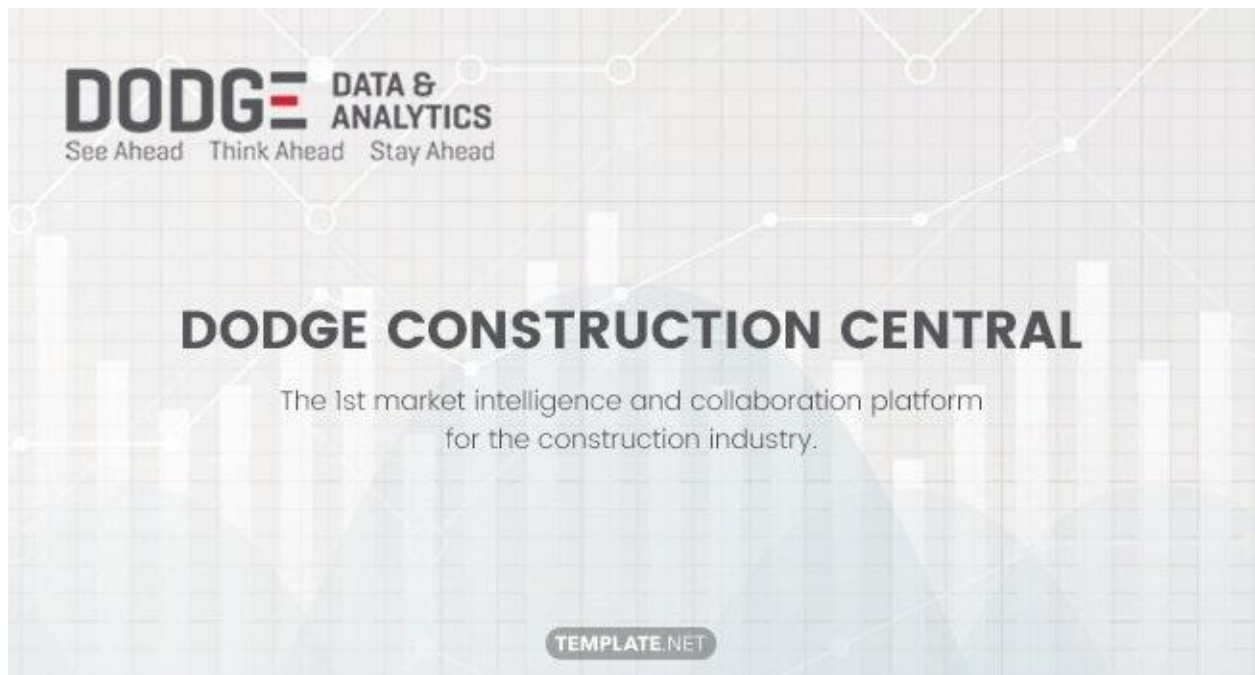 DODGE DATA &
ANALYTICS
See Ahead Think Ahead Stay Ahead
DODGE CONSTRUCTION CENTRAL
The 1st market intelligence and collaboration platform
for the construction industry.
TEMPLATE.NET